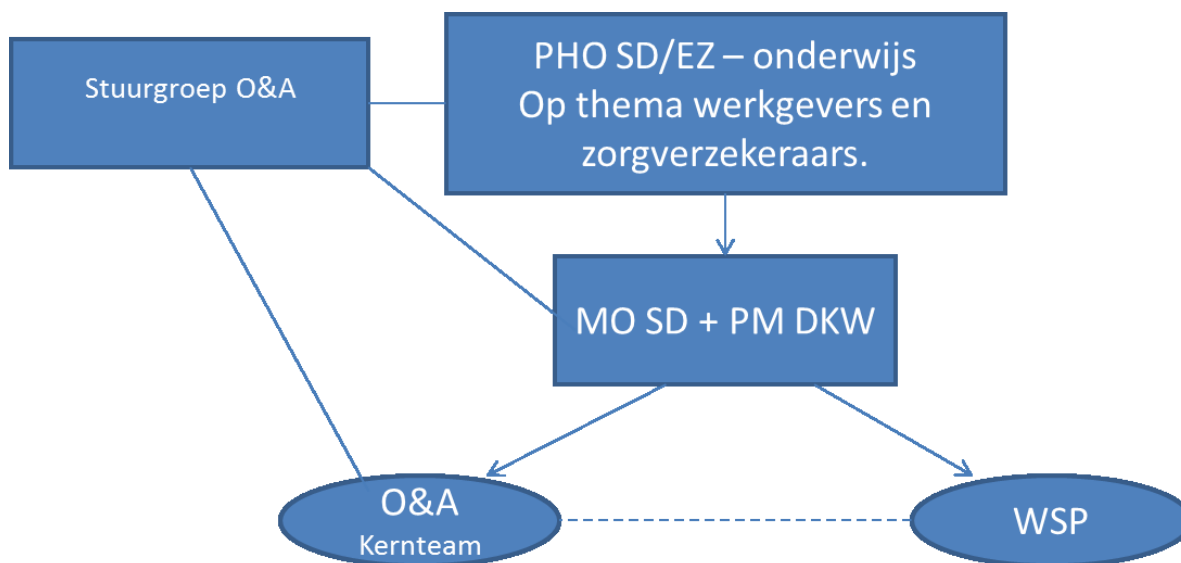 Stuurgroep O&A
PHO SD/EZ – onderwijs
Op thema werkgevers en
zorgverzekeraars.
MO SD + PM DKW
O&A
Kernteam
WSP